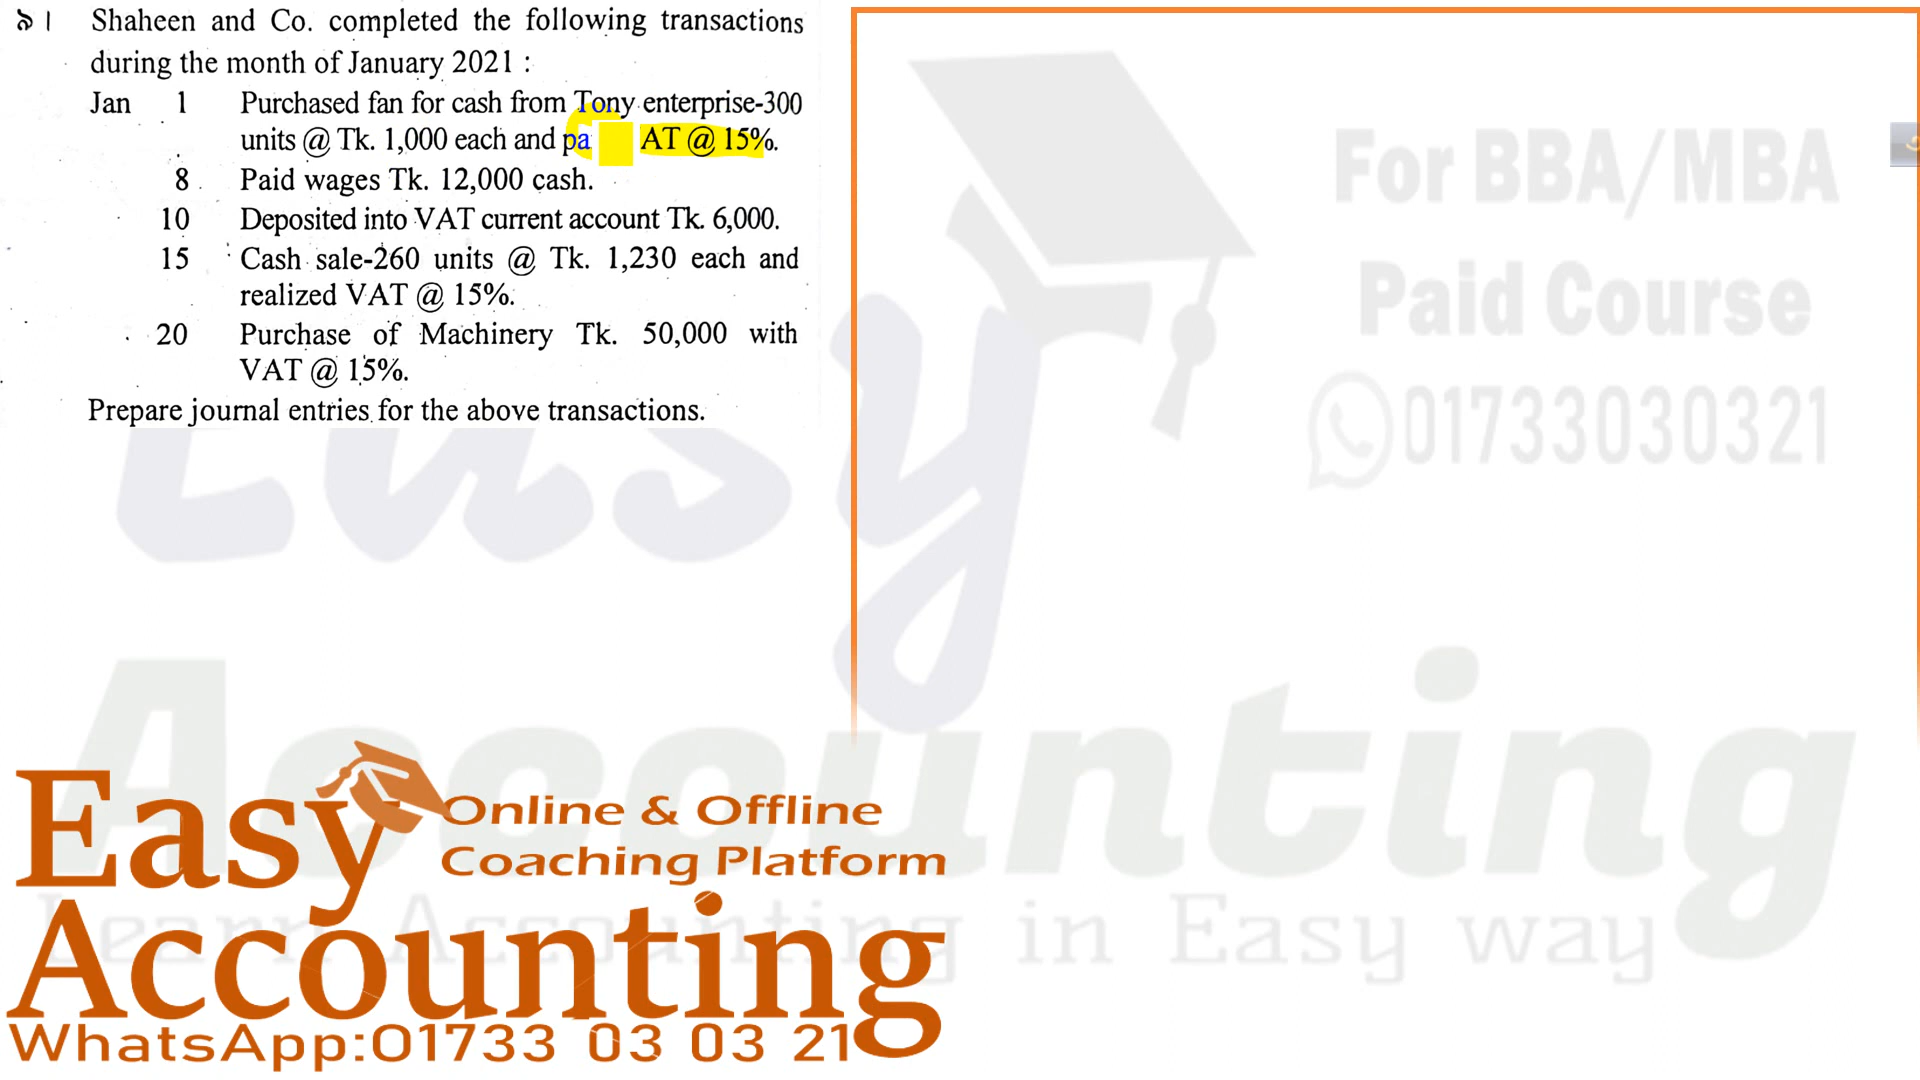 ৯।
Shaheen and Co. completed the following transactions
during the month of January 2021 :
Jan 1 Purchased fan for cash from Tony enterprise-300
units @ Tk. 1,000 each and pa AT @ 15%.
8 Paid wages Tk. 12,000 cash.
10 Deposited into VAT current account Tk. 6,000.
15 Cash sale-260 units @ Tk. 1,230 each and
realized VAT @ 15%.
20 Purchase of Machinery Tk. 50,000 with
VAT @ 15%.
Prepare journal entries for the above transactions.
For BBA/MBA
Paid Course
01733030321
Easy
Accounting
Learn Accounting in Easy way
Easy
Accounting
Online & Offline
Coaching Platform
WhatsApp:01733 03 03 21